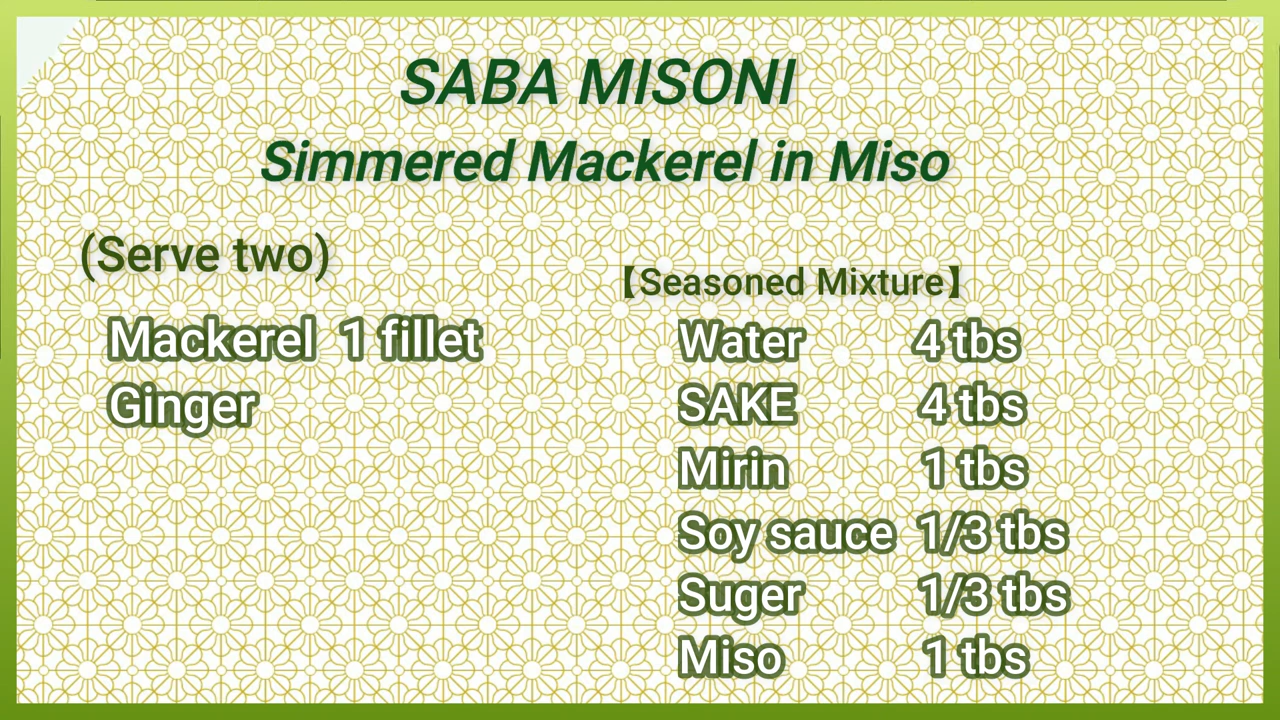 SABA MISONI
Simmered Mackerel in Miso
(Serve two)
Mackerel 1 fillet
Ginger
【Seasoned Mixture】
Water 4 tbs
SAKE 4 tbs
Mirin 1 tbs
Soy sauce 1/3 tbs
Suger 1/3 tbs
Miso 1 tbs